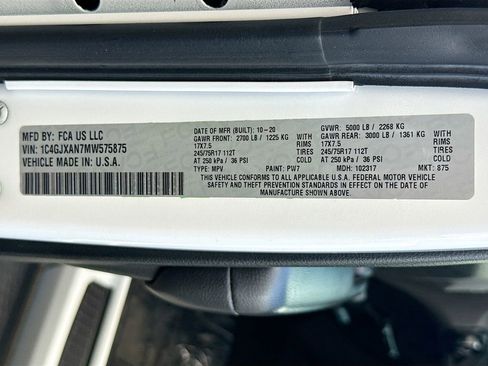 MFD BY: FCA US LLC
VIN: 1C4GJXAN7MW575875
VEHICLE MADE IN: U.S.A.
DATE OF MFR (BUILT): 10-20
GAWR FRONT: 2700 LB / 1225 KG WITH
17X7.5 RIMS
245/75R17 112T TIRES
AT 250 kPa / 36 PSI
TYPE: MPV PAINT: PW7
GVWR: 5000 LB / 2268 KG
GAWR REAR: 3000 LB / 1361 KG WITH
17X7.5 RIMS
245/75R17 112T TIRES
AT 250 kPa / 36 PSI
MDH: 102317 MKT: 875
THIS VEHICLE CONFORMS TO ALL APPLICABLE U.S.A. FEDERAL MOTOR VEHICLE
SAFETY AND THEFT PREVENTION STANDARDS IN EFFECT ON THE DATE OF
MANUFACTURE SHOWN ABOVE.